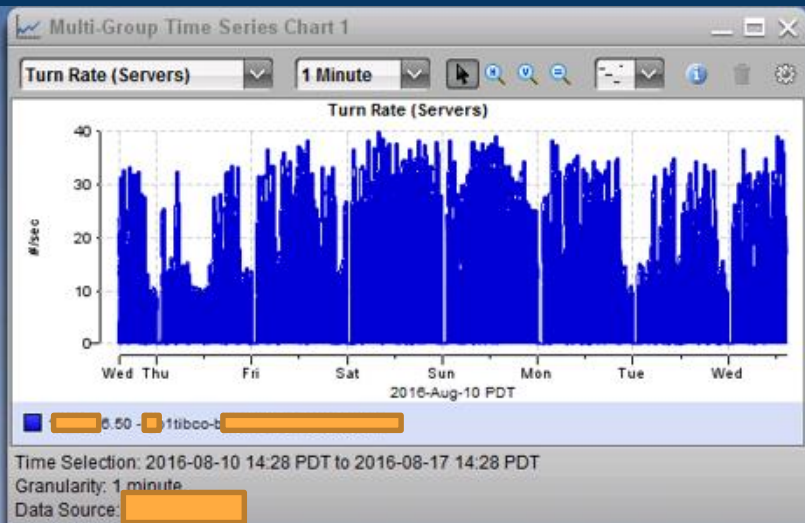 Multi-Group Time Series Chart 1
Turn Rate (Servers) 1 Minute
Turn Rate (Servers)
40
30
20
10
0
#/sec
Wed Thu Fri Sat Sun Mon Tue Wed
2016-Aug-10 PDT
6.50 - 1tibco-b
Time Selection: 2016-08-10 14:28 PDT to 2016-08-17 14:28 PDT
Granularity: 1 minute
Data Source: